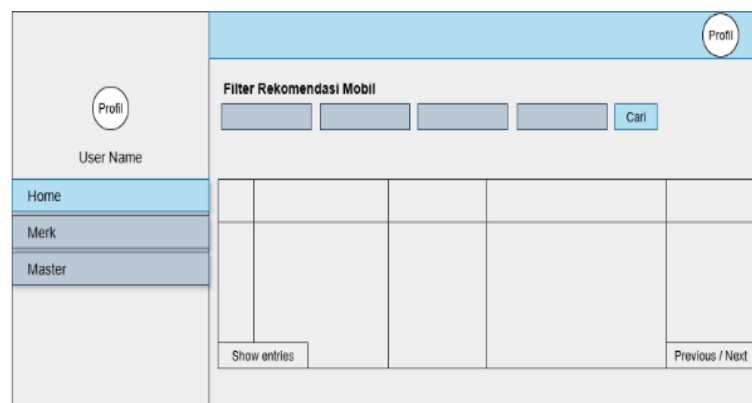 Profil
Profil
User Name
Home
Merk
Master
Filter Rekomendasi Mobil
Cari
Show entries
Previous / Next